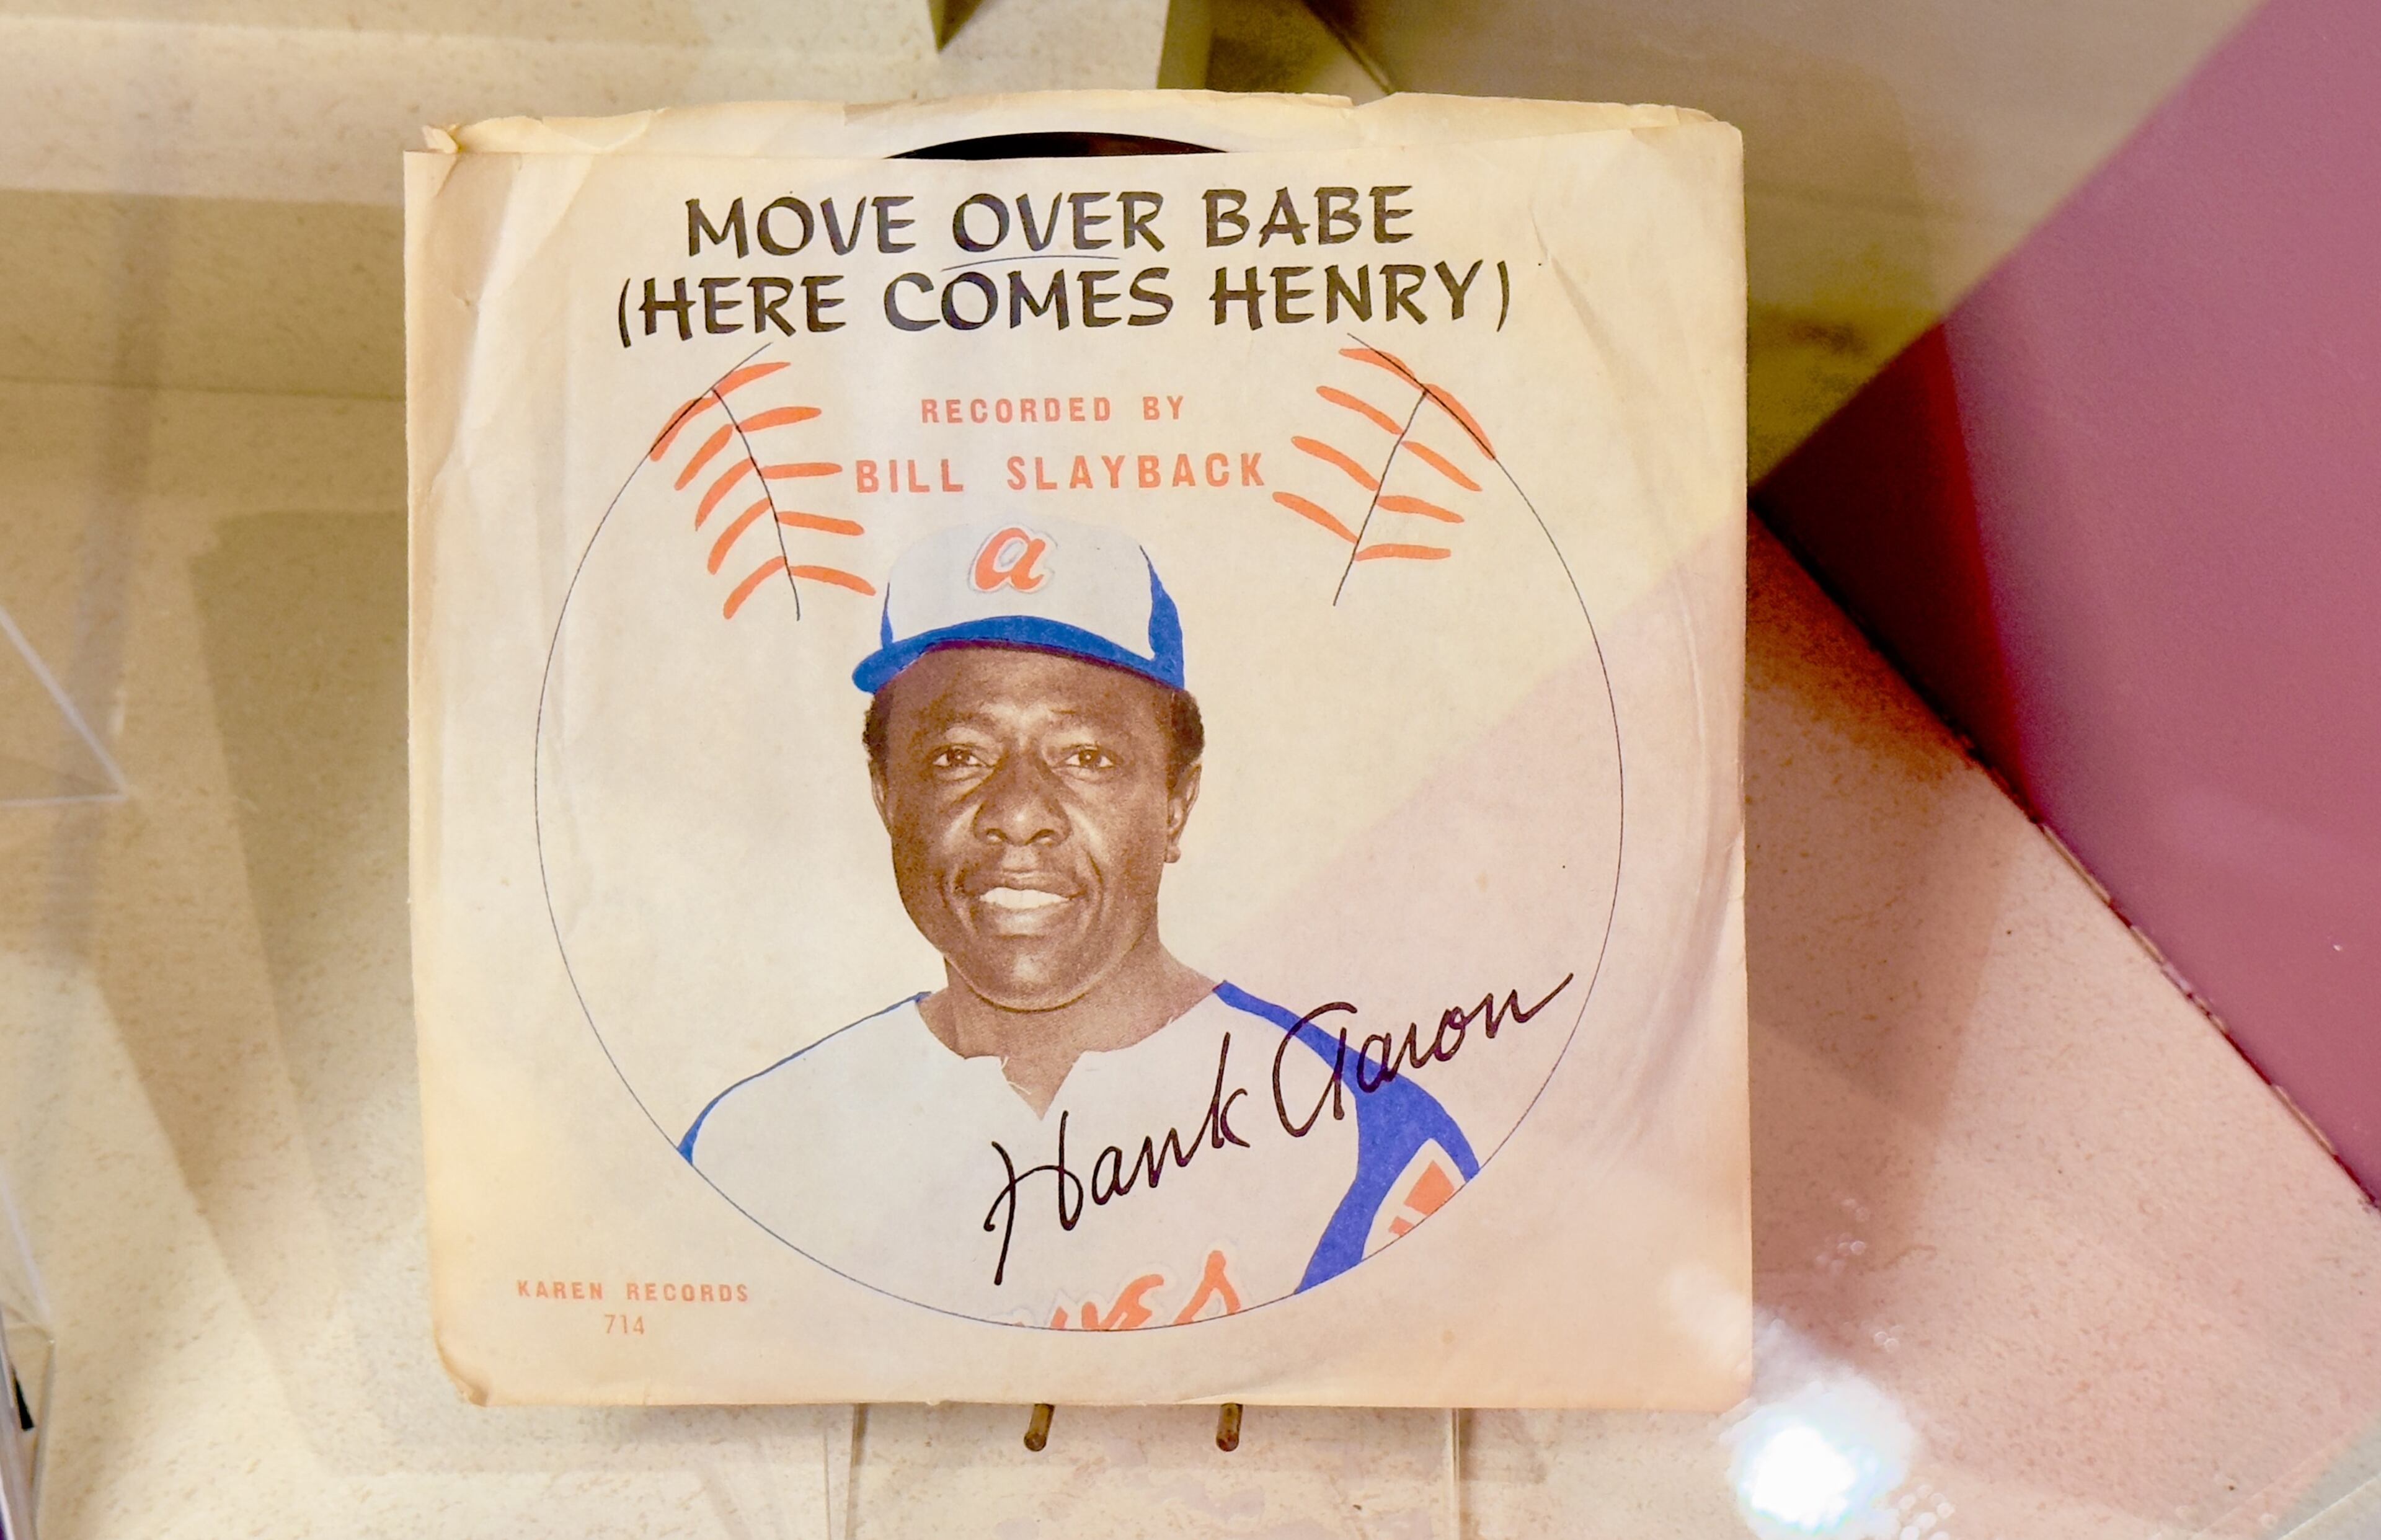 MOVE OVER BABE
(HERE COMES HENRY)
RECORDED BY
BILL SLAYBACK
a
Hank Aaron
KAREN RECORDS
714